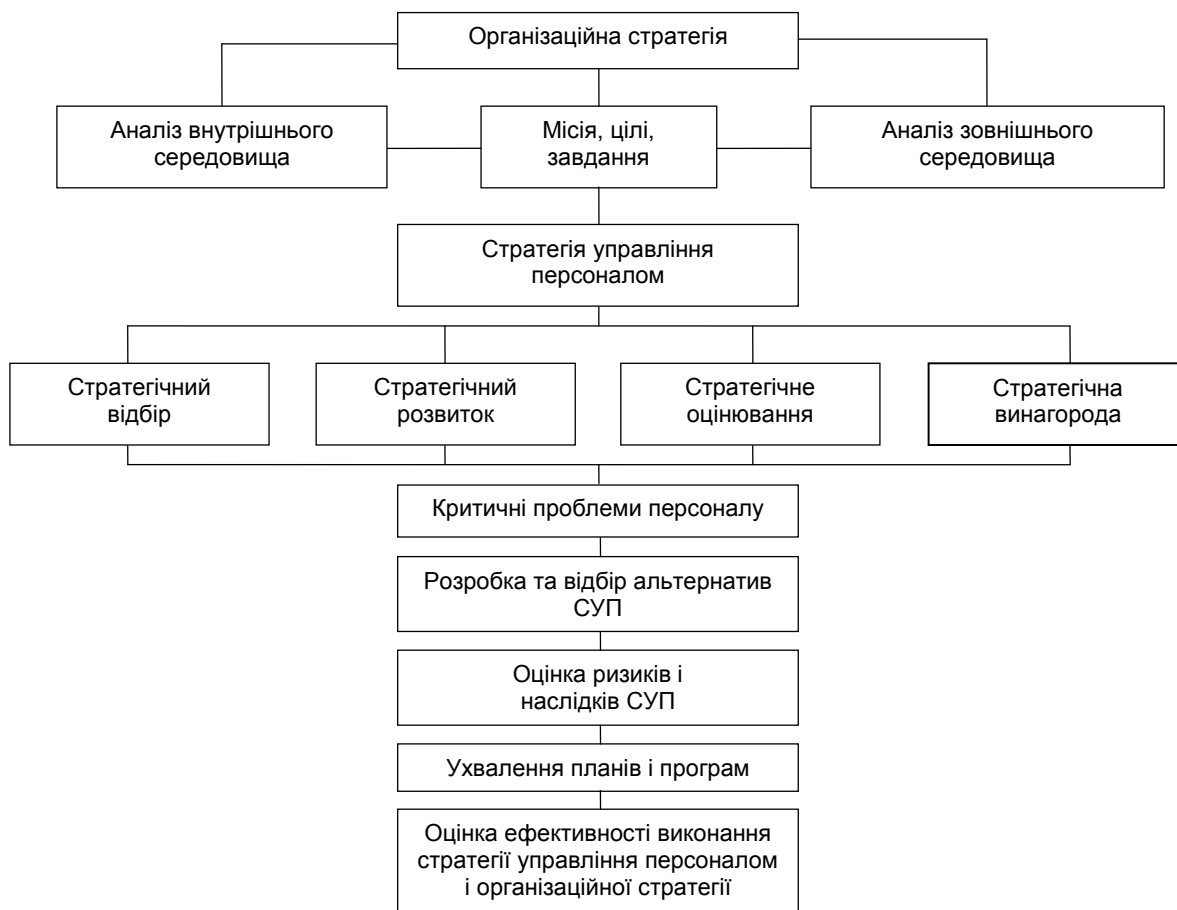 Організаційна стратегія
Аналіз внутрішнього
середовища
Місія, цілі,
завдання
Аналіз зовнішнього
середовища
Стратегія управління
персоналом
Стратегічний
відбір
Стратегічний
розвиток
Стратегічне
оцінювання
Стратегічна
винагорода
Критичні проблеми персоналу
Розробка та відбір альтернатив
СУП
Оцінка ризиків і
наслідків СУП
Ухвалення планів і програм
Оцінка ефективності виконання
стратегії управління персоналом
і організаційної стратегії